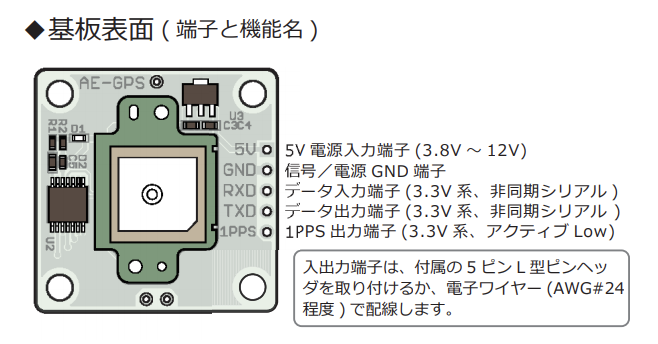 ◆基板表面 ( 端子と機能名 )
AE-GPS
U3
C3C4
R1
R2
D1
D2
U2
5V 5V 電源入力端子 (3.8V ～ 12V)
GND 信号／電源 GND 端子
RXD データ入力端子 (3.3V 系、非同期シリアル )
TXD データ出力端子 (3.3V 系、非同期シリアル )
1PPS 1PPS 出力端子 (3.3V 系、アクティブ Low)
入出力端子は、付属の 5 ピン L 型ピンヘッ
ダを取り付けるか、電子ワイヤー (AWG#24
程度 ) で配線します。